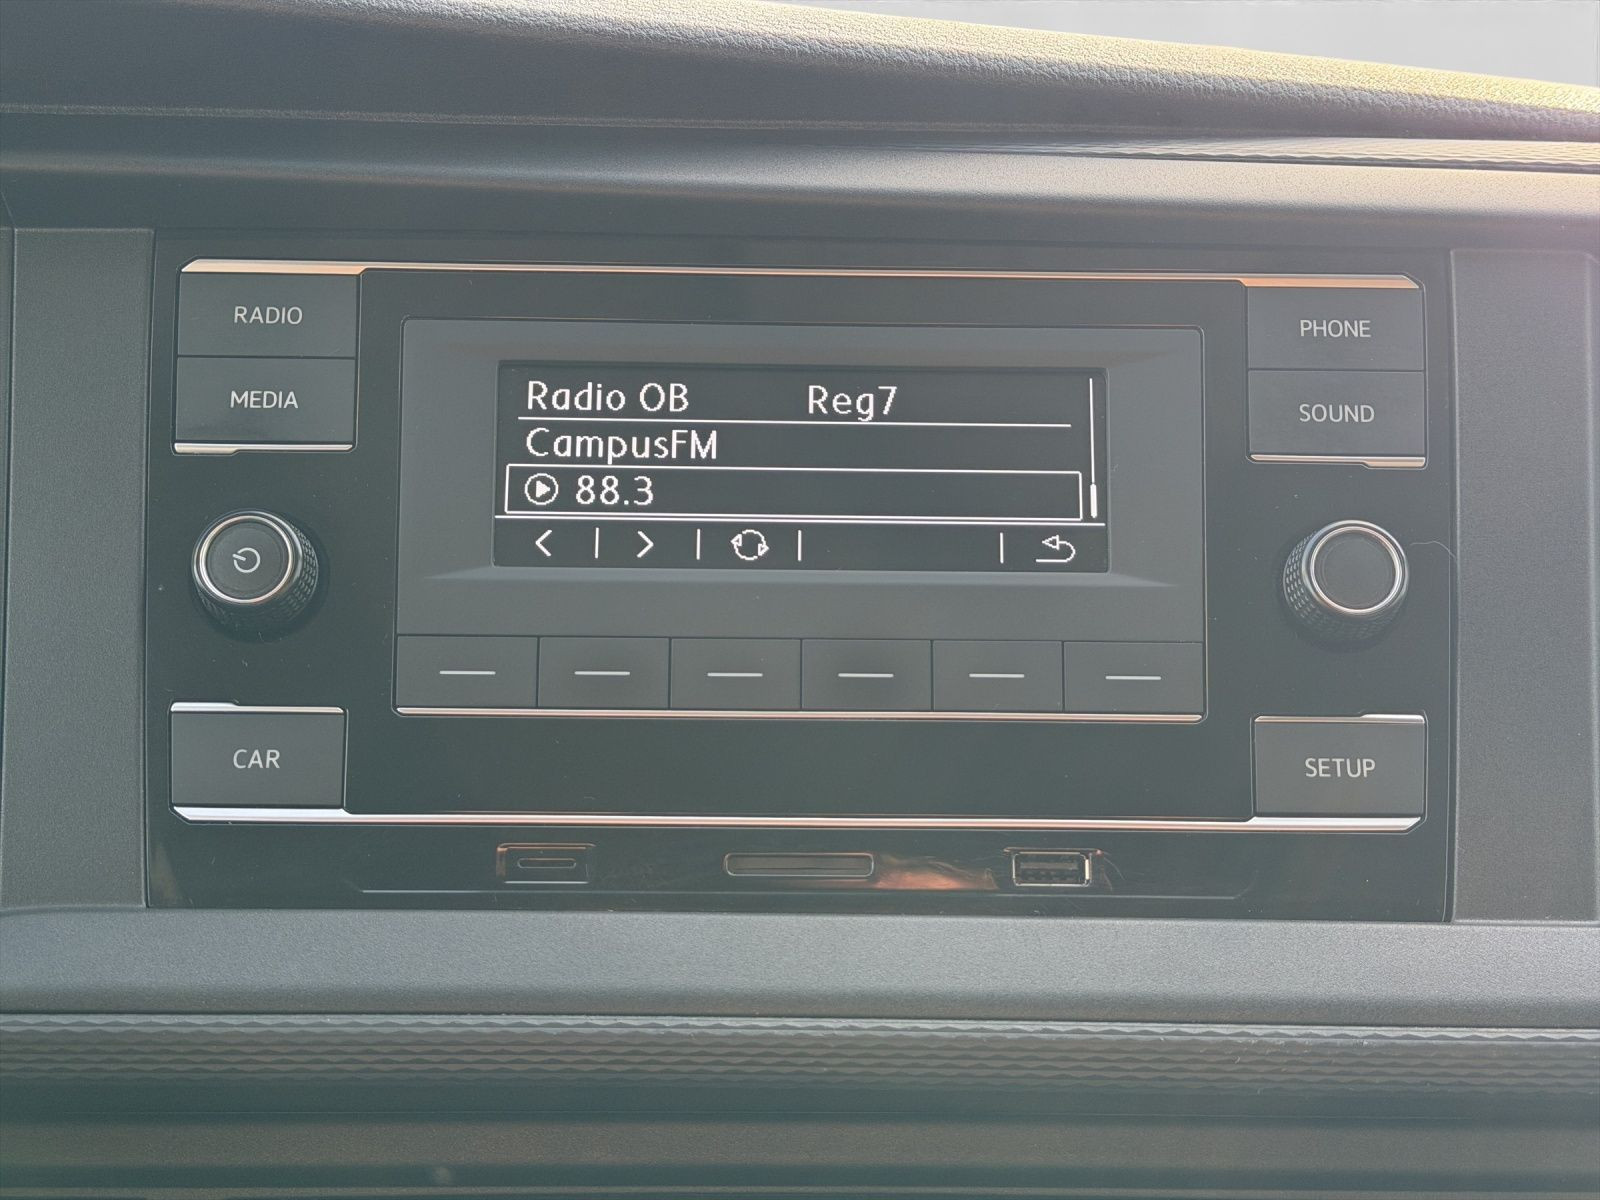 RADIO
MEDIA
Radio OB Reg7
CampusFM
88.3
PHONE
SOUND
CAR
SETUP